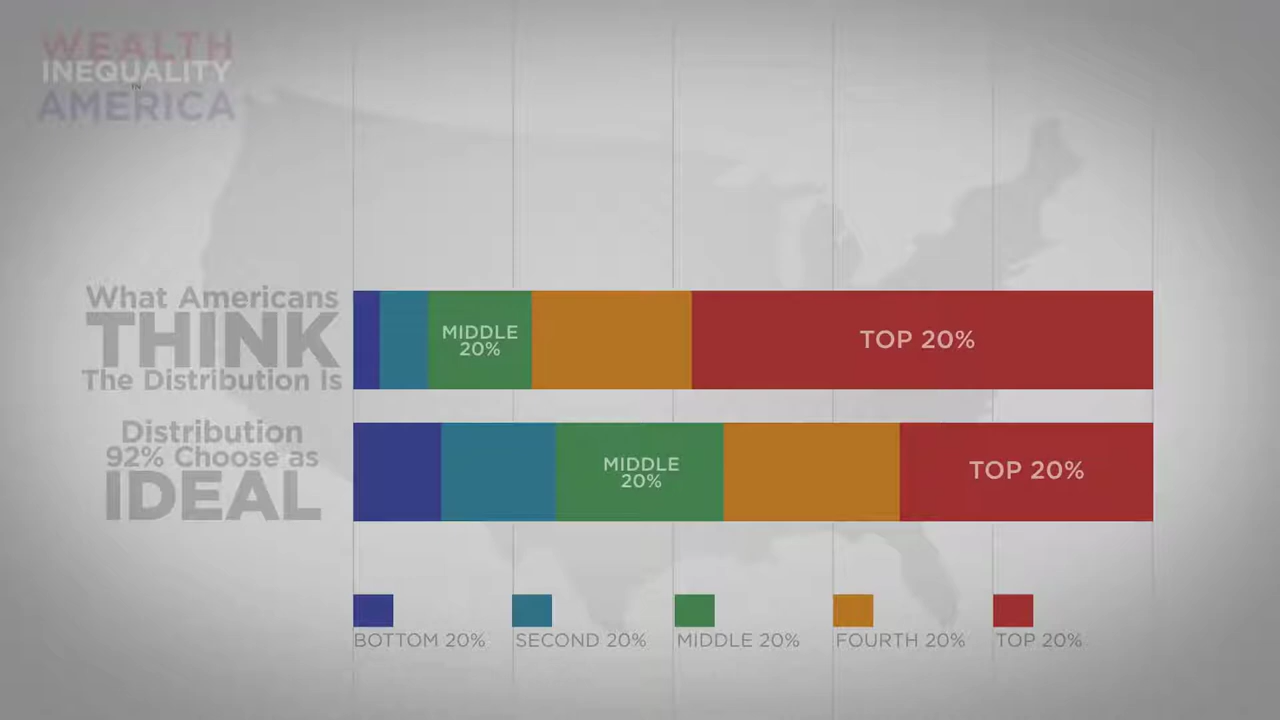 WEALTH
INEQUALITY
IN
AMERICA
What Americans
THINK
The Distribution Is
MIDDLE
20%
TOP 20%
Distribution
92% Choose as
IDEAL
MIDDLE
20%
TOP 20%
BOTTOM 20%
SECOND 20%
MIDDLE 20%
FOURTH 20%
TOP 20%